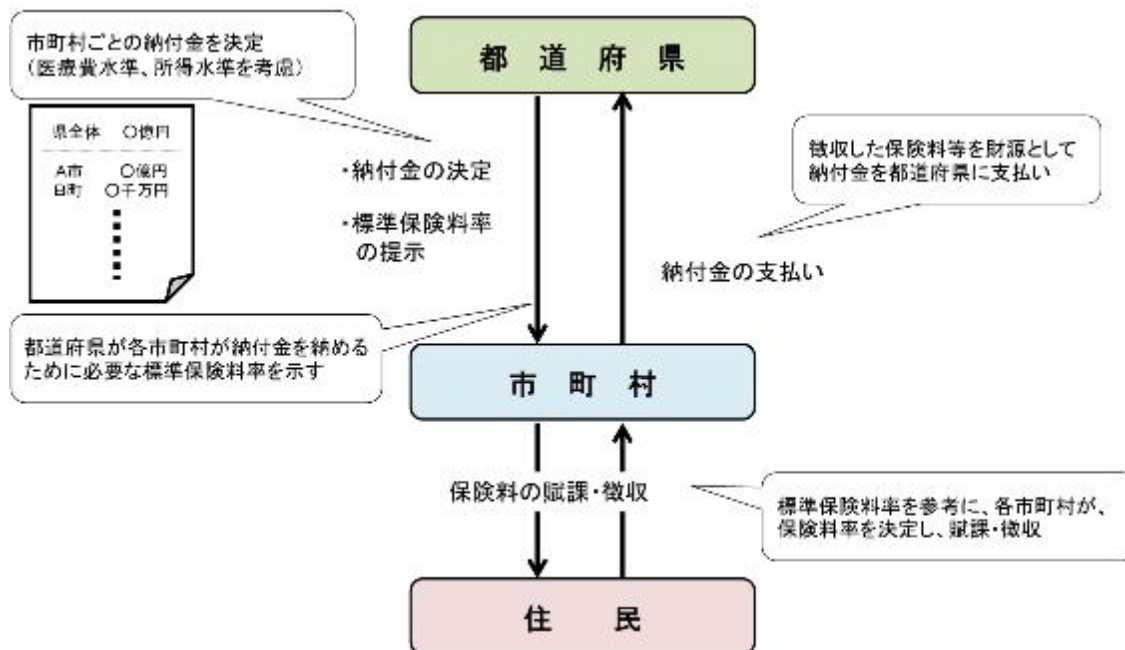 市町村ごとの納付金を決定
(医療費水準、所得水準を考慮)
都道府県
県全体 〇億円
A市 〇億円
B町 〇千万円
・納付金の決定
・標準保険料率
の提示
徴収した保険料等を財源として
納付金を都道府県に支払い
納付金の支払い
都道府県が各市町村が納付金を納める
ために必要な標準保険料率を示す
市町村
保険料の賦課・徴収
標準保険料率を参考に、各市町村が、
保険料率を決定し、賦課・徴収
住民